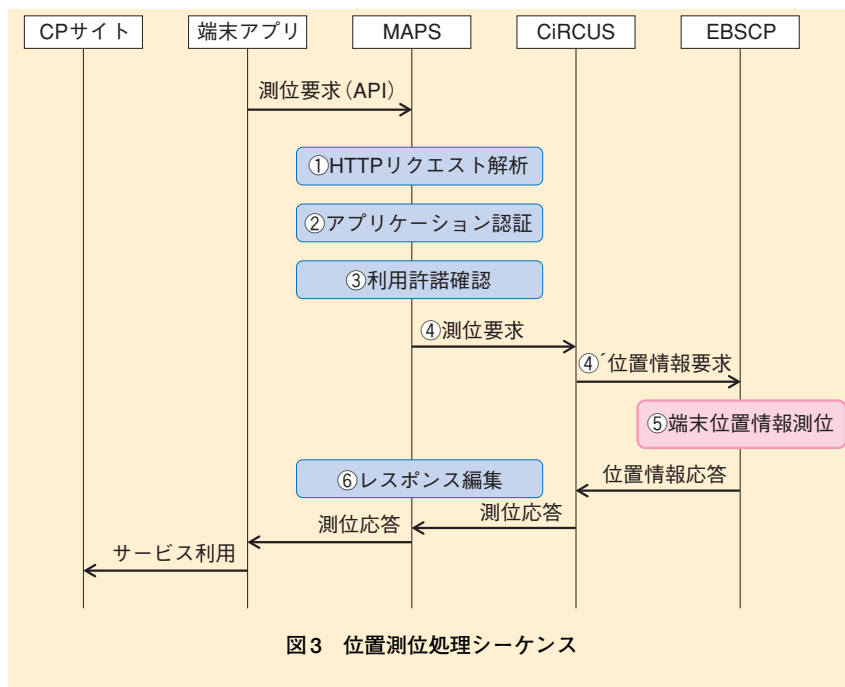 CPサイト
端末アプリ
MAPS
CiRCUS
EBSCP
測位要求(API)
①HTTPリクエスト解析
②アプリケーション認証
③利用許諾確認
④測位要求
④´位置情報要求
⑤端末位置情報測位
位置情報応答
⑥レスポンス編集
測位応答
測位応答
サービス利用
図3 位置測位処理シーケンス